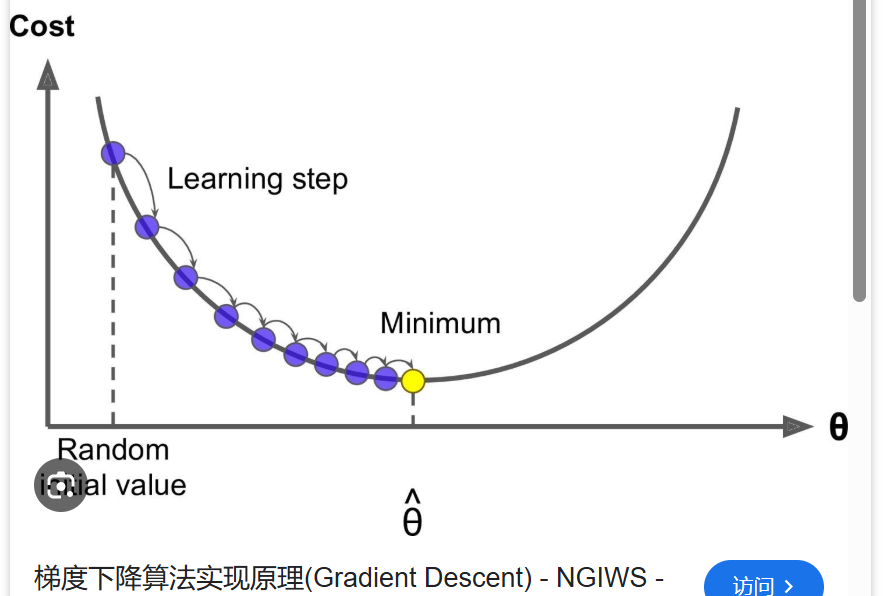 Cost
Learning step
Minimum
θ
Random
initial value
θ̂
梯度下降算法实现原理(Gradient Descent) - NGIWS -
访问